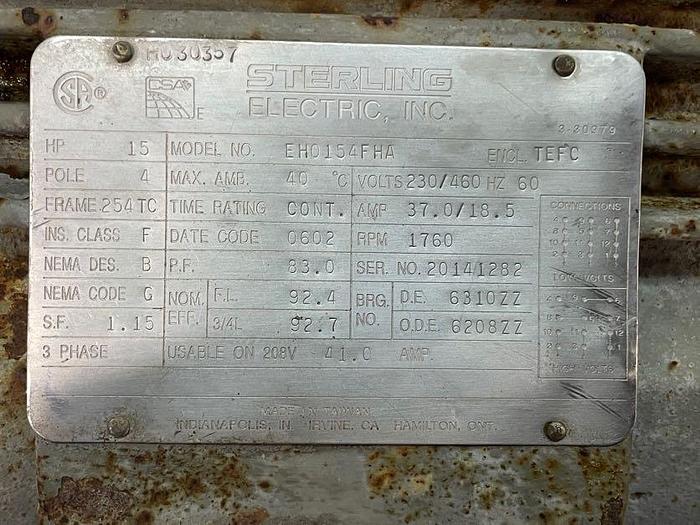 H030357
CSA ® CSA E STERLING
ELECTRIC, INC.
HP 15 MODEL NO. EH0154FHA ENCL. TEFC
POLE 4 MAX. AMB. 40 °C VOLTS 230/460 HZ 60
FRAME 254TC TIME RATING CONT. AMP 37.0/18.5 CONNECTIONS
INS. CLASS F DATE CODE 0602 RPM 1760
NEMA DES. B P.F. 83.0 SER. NO. 20141282 LOW VOLTS
NEMA CODE G NOM. EFF. F.L. 92.4 BRG. NO. D.E. 6310ZZ
S.F. 1.15 3/4L 92.7 O.D.E. 6208ZZ
3 PHASE USABLE ON 208V 41.0 AMP. HIGH VOLTS
MADE IN TAIWAN
INDIANAPOLIS, IN. IRVINE, CA HAMILTON, ONT.